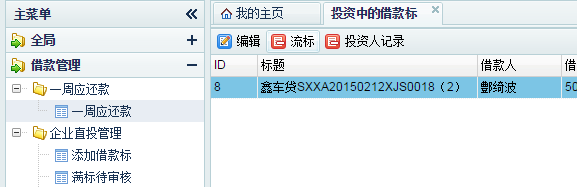 主菜单
全局
借款管理
一周应还款
一周应还款
企业直投管理
添加借款标
满标待审核
我的主页 投资中的借款标
编辑 流标 投资人记录
ID 标题 借款人
8 鑫车贷SXXA20150212XJS0018（2） 酆绮波 50